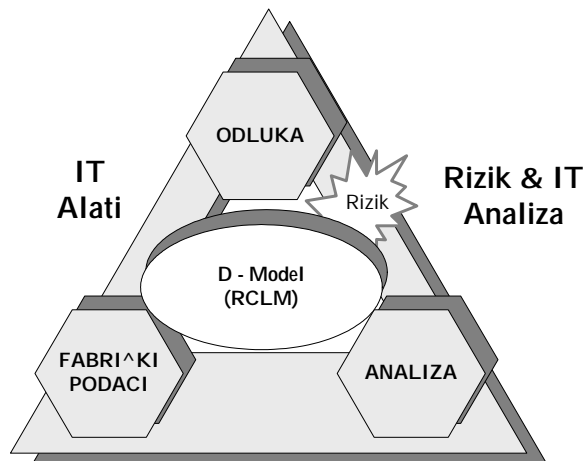 ODLUKA
IT
Alati
Rizik & IT
Analiza
Rizik
D - Model
(RCLM)
FABRI^KI
PODACI
ANALIZA